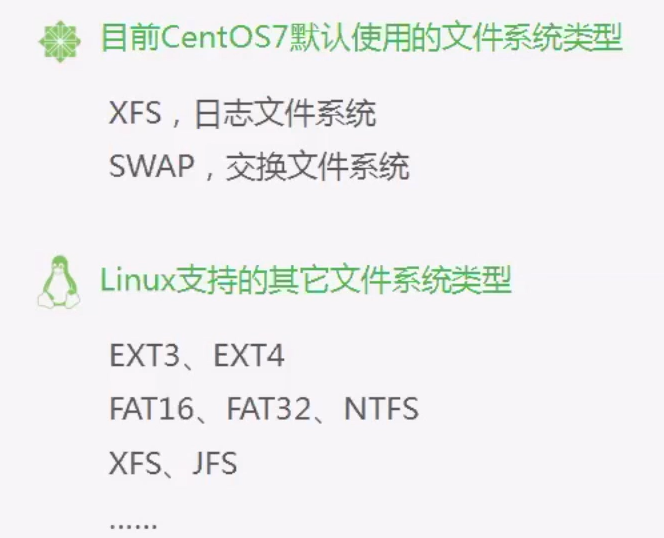 目前CentOS7默认使用的文件系统类型
XFS，日志文件系统
SWAP，交换文件系统
Linux支持的其它文件系统类型
EXT3、EXT4
FAT16、FAT32、NTFS
XFS、JFS
......